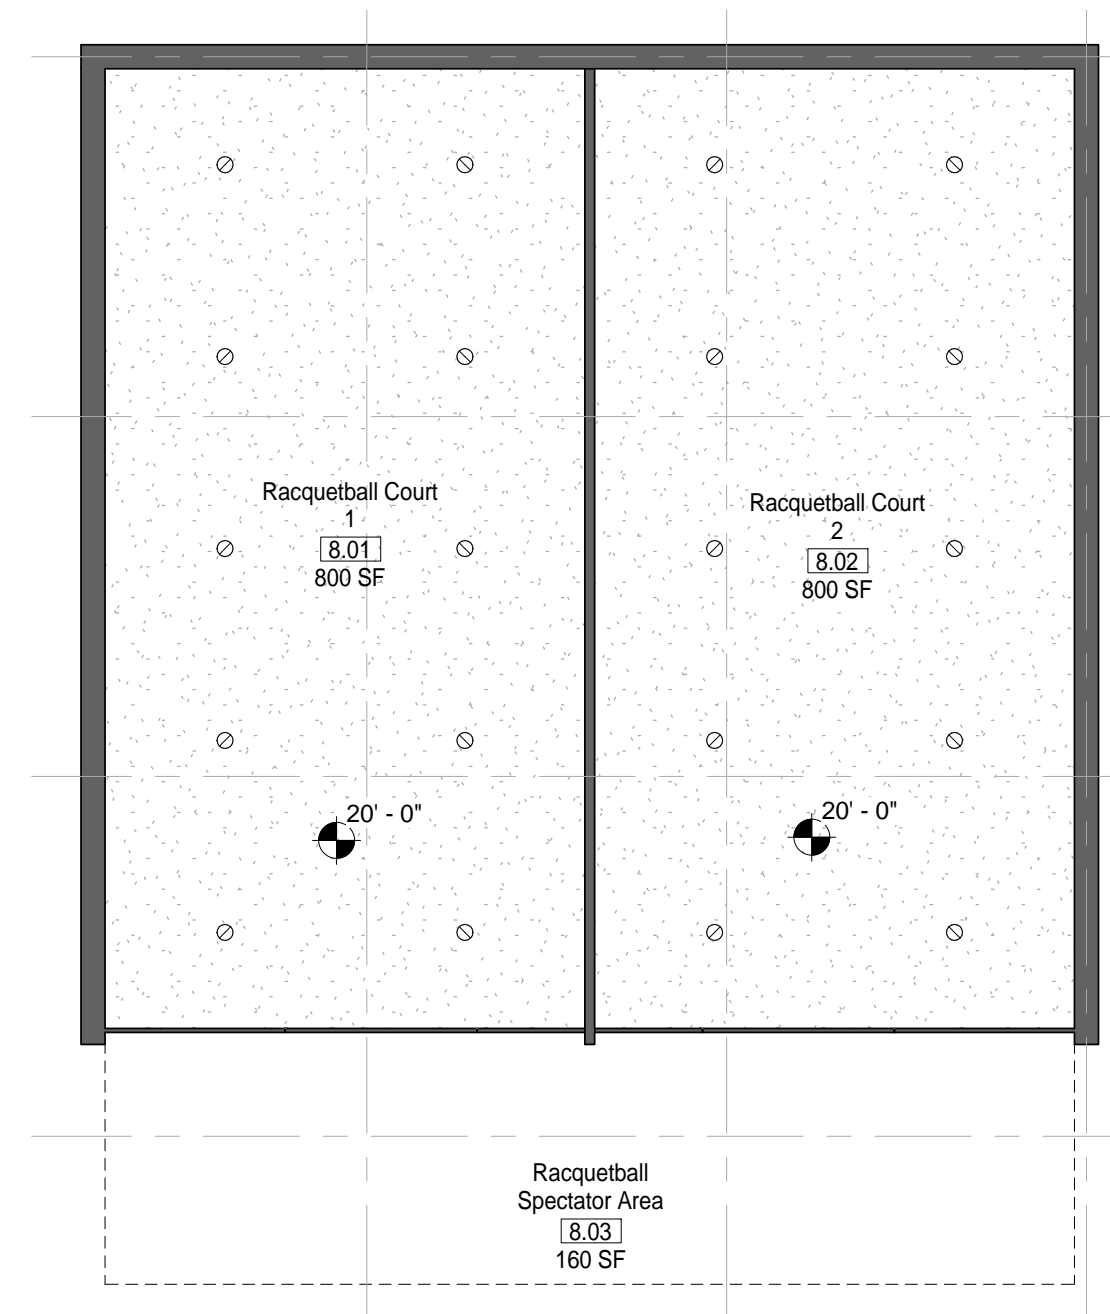 Racquetball Court
1
8.01
800 SF
Racquetball Court
2
8.02
800 SF
20' - 0"
20' - 0"
Racquetball
Spectator Area
8.03
160 SF